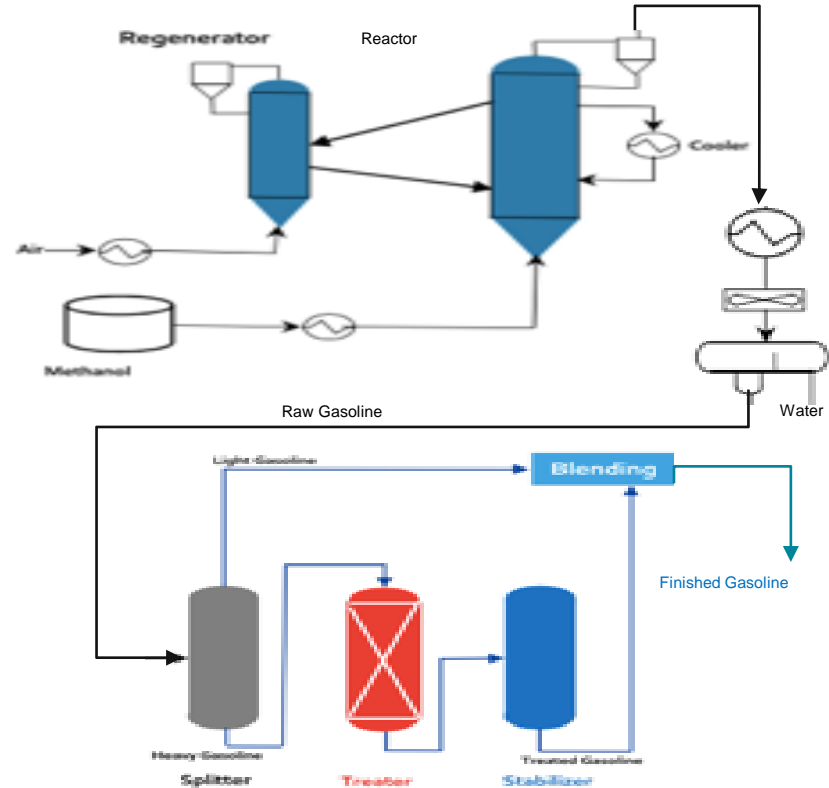 Regenerator
Reactor
Cooler
Air
Methanol
Water
Raw Gasoline
Light Gasoline
Blending
Finished Gasoline
Heavy Gasoline
Treated Gasoline
Splitter
Treater
Stabilizer